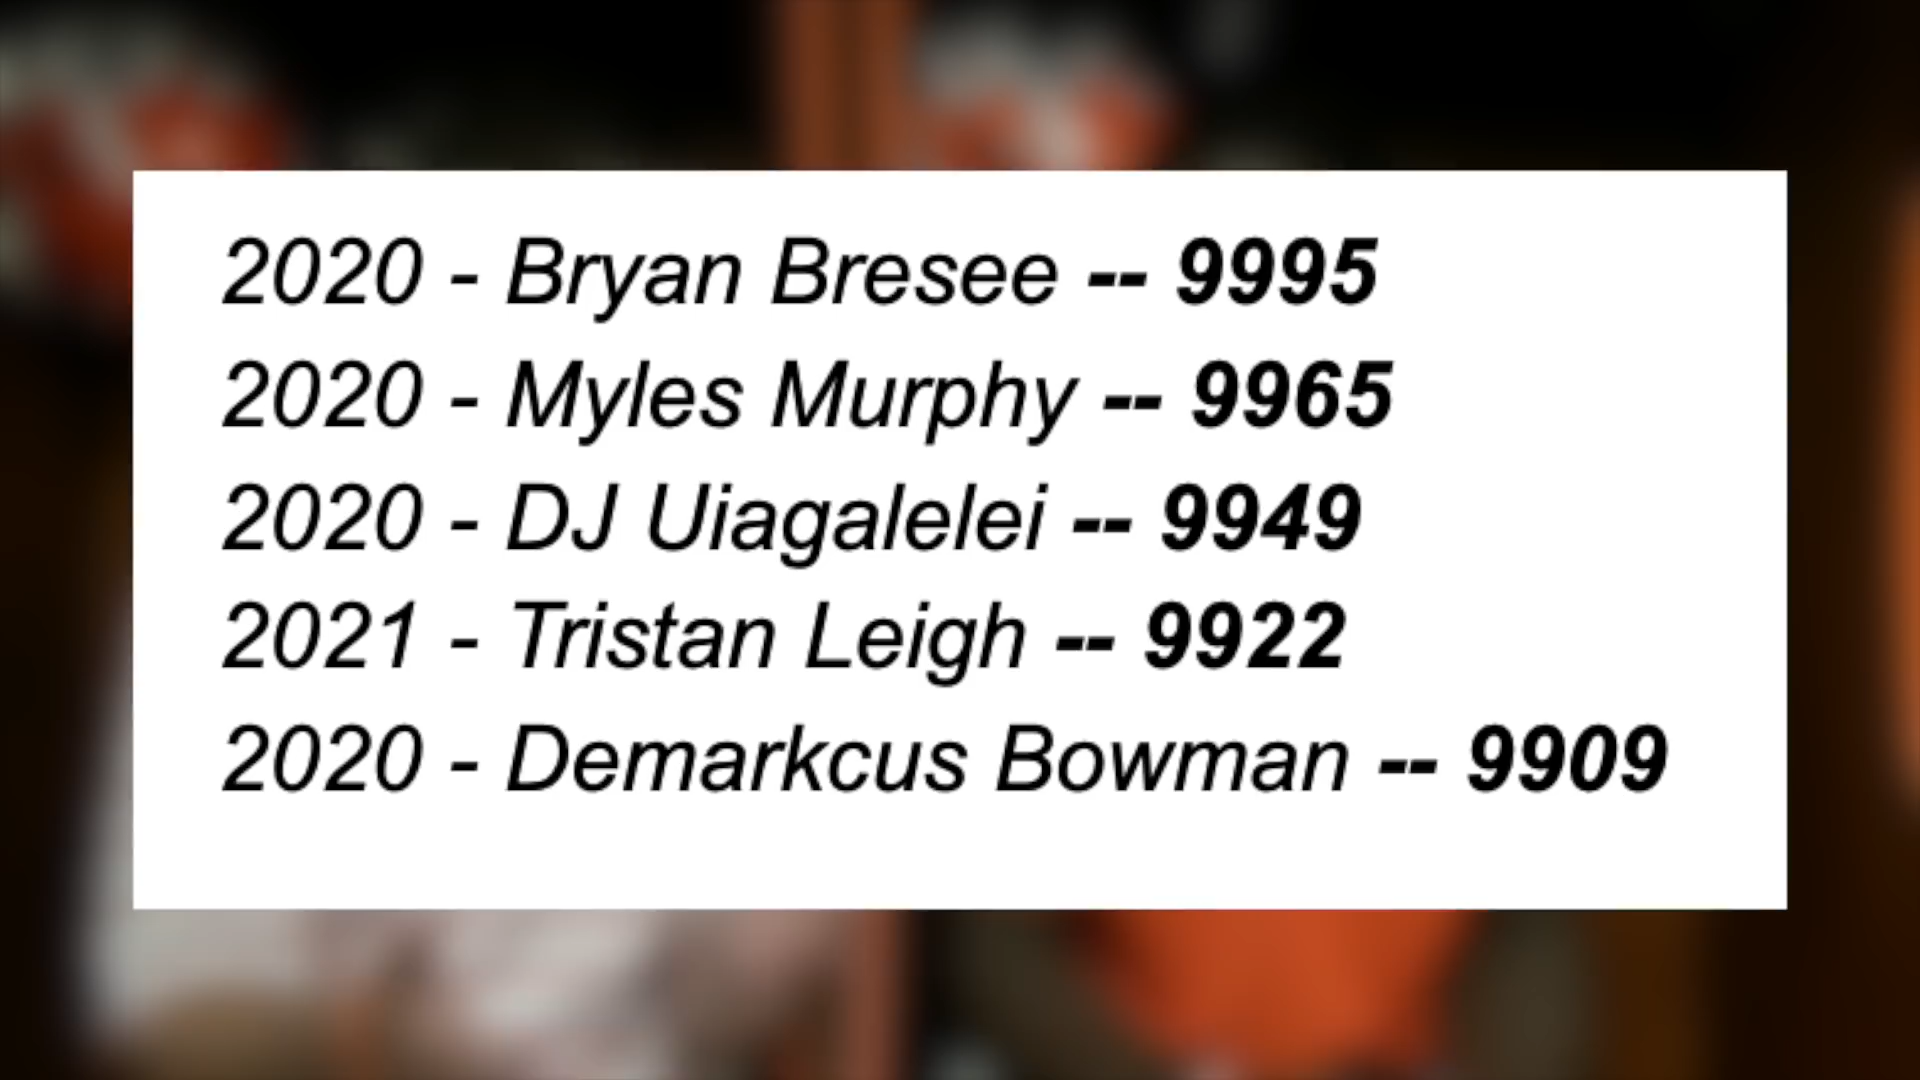 2020 - Bryan Bresee -- 9995
2020 - Myles Murphy -- 9965
2020 - DJ Uiagalelei -- 9949
2021 - Tristan Leigh -- 9922
2020 - Demarkcus Bowman -- 9909